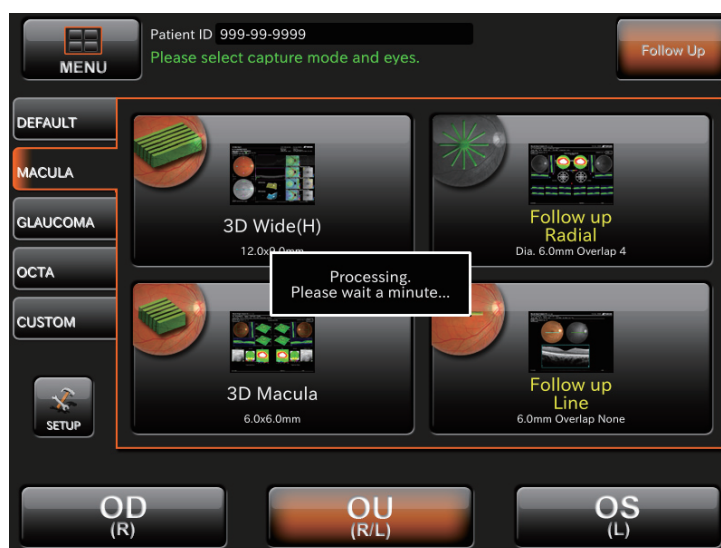 Patient ID 999-99-9999
Please select capture mode and eyes.
MENU
Follow Up
DEFAULT
MACULA
GLAUCOMA
OCTA
CUSTOM
SETUP
3D Wide(H)
12.0x9.0mm
Follow up
Radial
Dia. 6.0mm Overlap 4
Processing.
Please wait a minute...
3D Macula
6.0x6.0mm
Follow up
Line
6.0mm Overlap None
OD
(R)
OU
(R/L)
OS
(L)